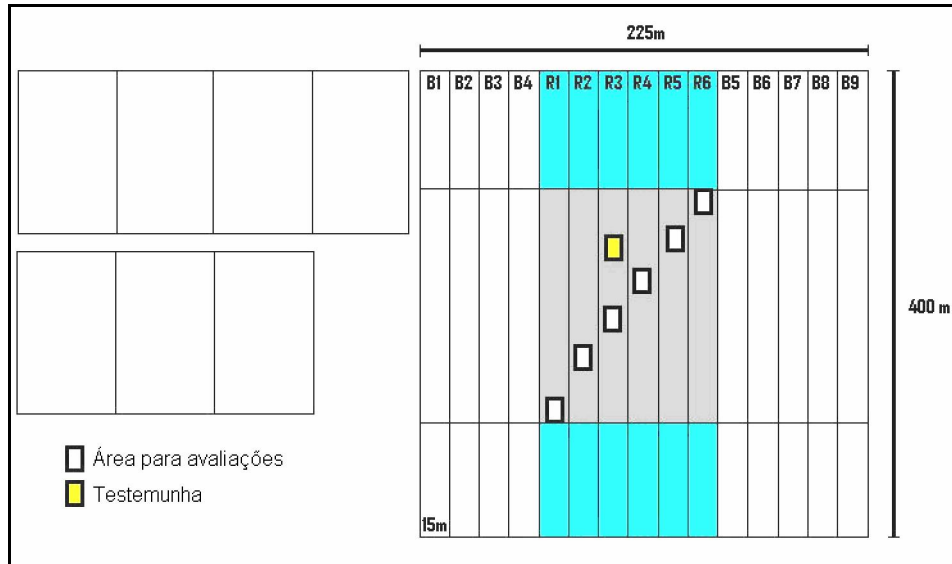 225m
B1 B2 B3 B4 R1 R2 R3 R4 R5 R6 B5 B6 B7 B8 B9
400 m
Área para avaliações
Testemunha
15m